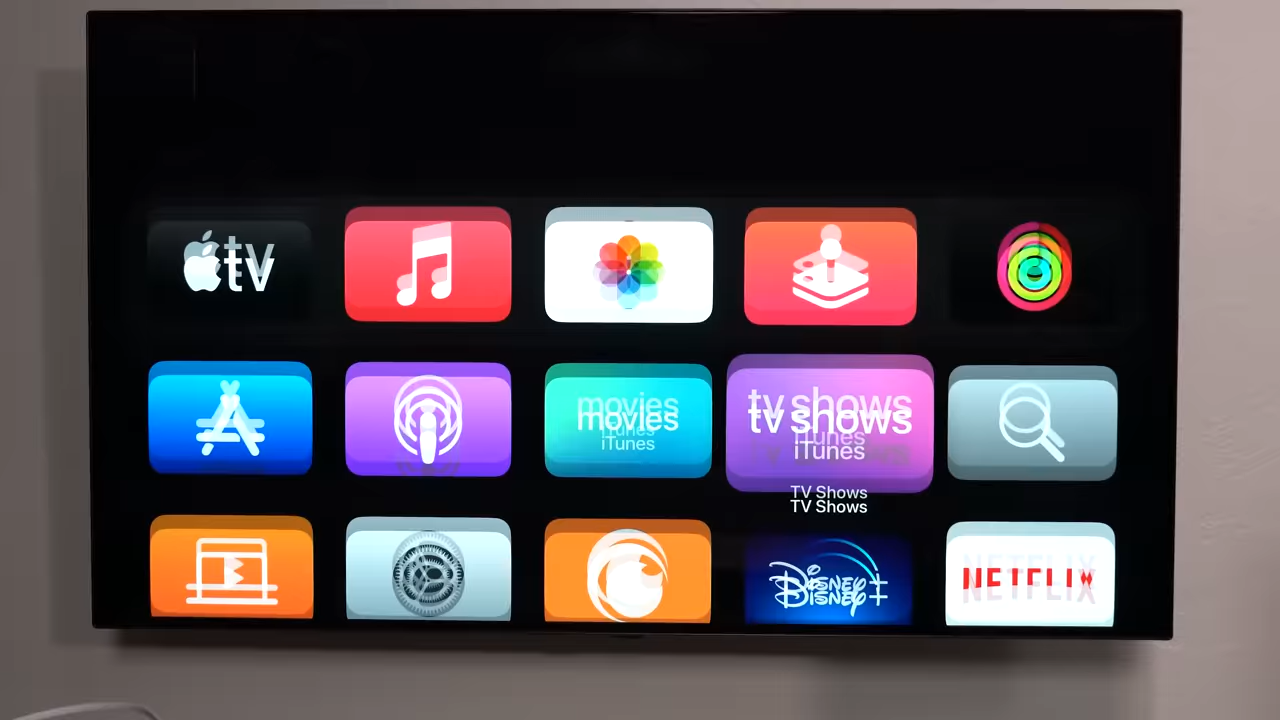 tv
movies
iTunes
tv shows
iTunes
TV Shows
Disney+
NETFLIX